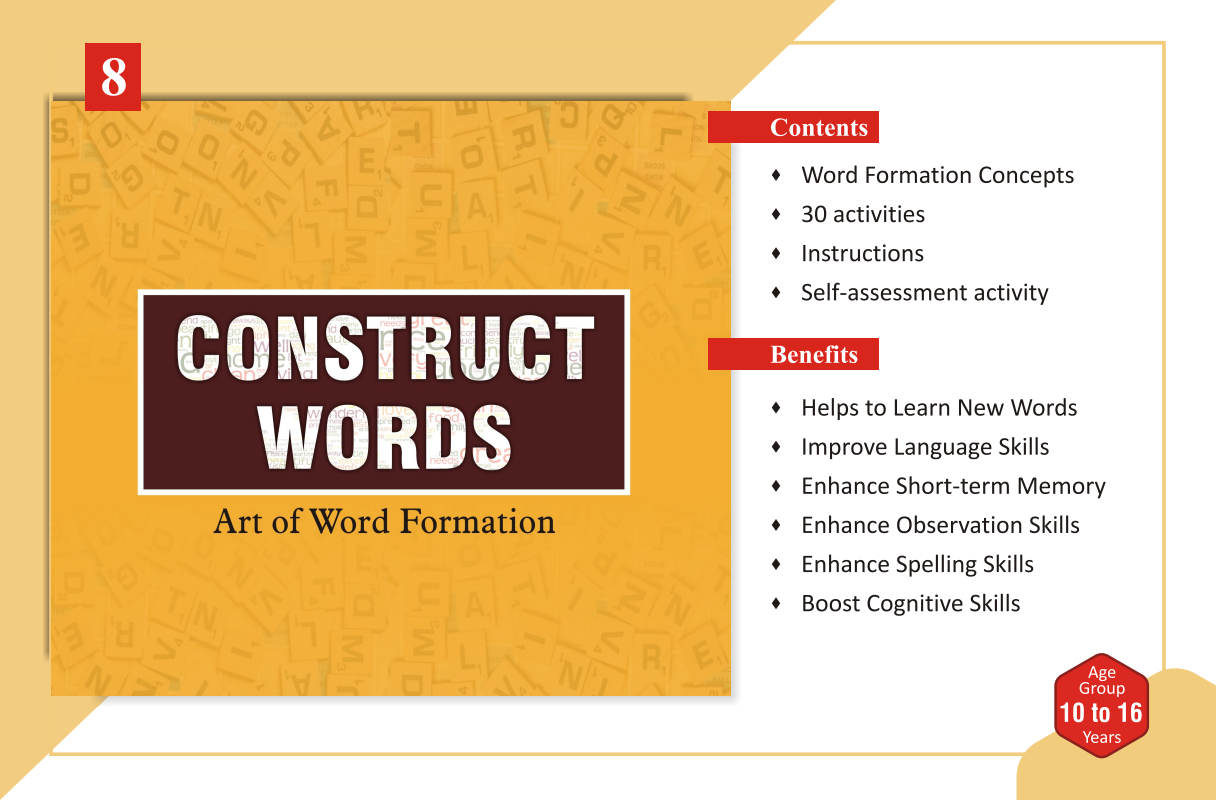 8
CONSTRUCT
WORDS
Art of Word Formation
Contents
♦ Word Formation Concepts
♦ 30 activities
♦ Instructions
♦ Self-assessment activity
Benefits
♦ Helps to Learn New Words
♦ Improve Language Skills
♦ Enhance Short-term Memory
♦ Enhance Observation Skills
♦ Enhance Spelling Skills
♦ Boost Cognitive Skills
Age
Group
10 to 16
Years